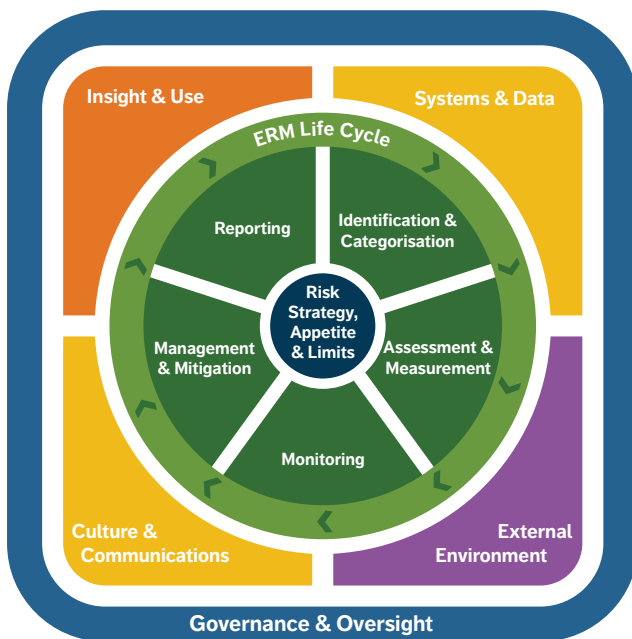 Insight & Use
Systems & Data
ERM Life Cycle
Reporting
Identification &
Categorisation
Risk
Strategy,
Appetite
& Limits
Management
& Mitigation
Assessment &
Measurement
Monitoring
Culture &
Communications
External
Environment
Governance & Oversight